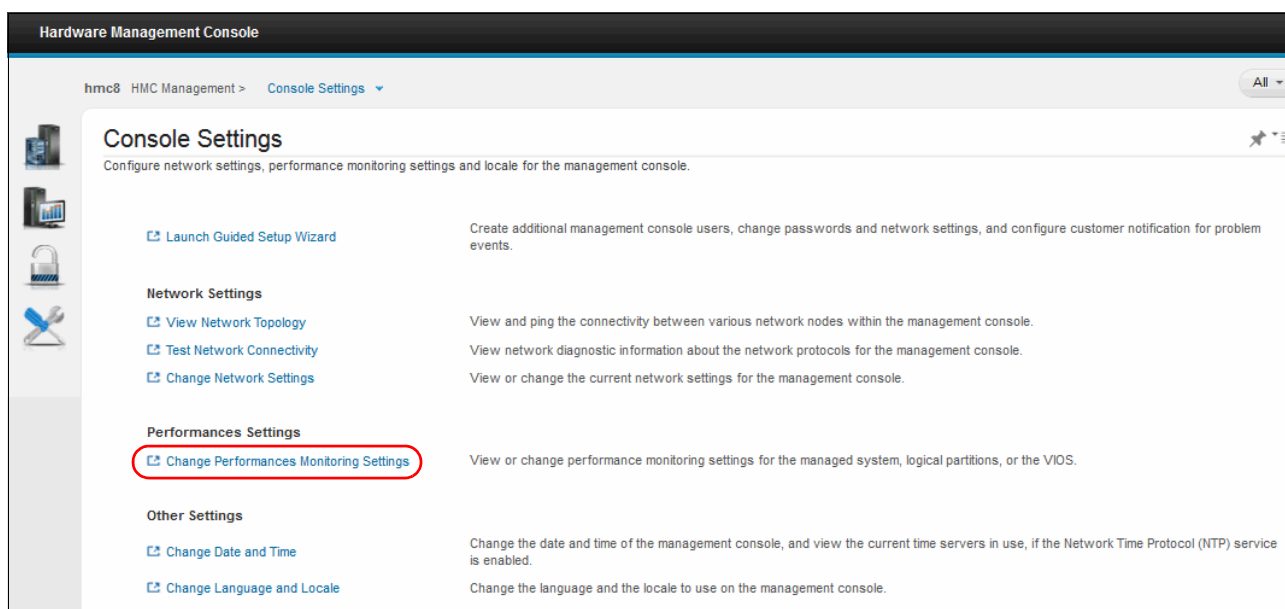 Hardware Management Console
hmc8 HMC Management > Console Settings
All
Console Settings
Configure network settings, performance monitoring settings and locale for the management console.
Launch Guided Setup Wizard
Create additional management console users, change passwords and network settings, and configure customer notification for problem
events.
Network Settings
View Network Topology
View and ping the connectivity between various network nodes within the management console.
Test Network Connectivity
View network diagnostic information about the network protocols for the management console.
Change Network Settings
View or change the current network settings for the management console.
Performances Settings
Change Performances Monitoring Settings
View or change performance monitoring settings for the managed system, logical partitions, or the VIOS.
Other Settings
Change Date and Time
Change the date and time of the management console, and view the current time servers in use, if the Network Time Protocol (NTP) service
is enabled.
Change Language and Locale
Change the language and the locale to use on the management console.